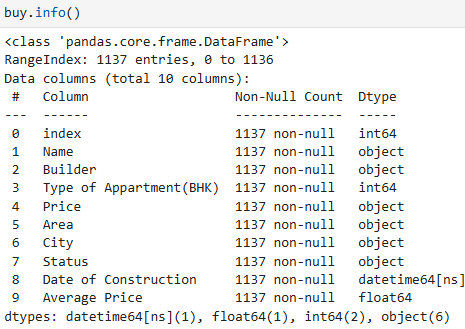 buy.info()
<class 'pandas.core.frame.DataFrame'>
RangeIndex: 1137 entries, 0 to 1136
Data columns (total 10 columns):
 #   Column                  Non-Null Count  Dtype
---  ------                  --------------  -----
 0   index                   1137 non-null   int64
 1   Name                    1137 non-null   object
 2   Builder                 1137 non-null   object
 3   Type of Appartment(BHK)  1137 non-null   int64
 4   Price                   1137 non-null   object
 5   Area                    1137 non-null   object
 6   City                    1137 non-null   object
 7   Status                  1137 non-null   object
 8   Date of Construction    1137 non-null   datetime64[ns]
 9   Average Price           1137 non-null   float64
dtypes: datetime64[ns](1), float64(1), int64(2), object(6)